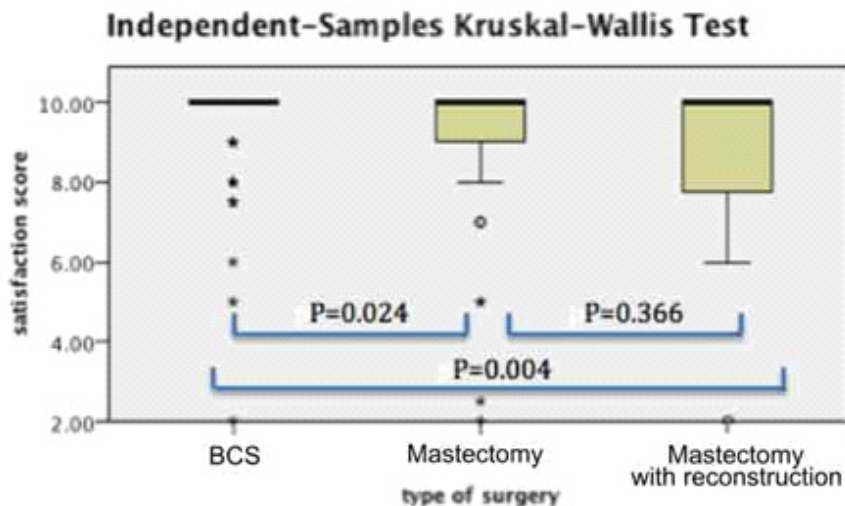 Independent-Samples Kruskal-Wallis Test
10.00
8.00
6.00
4.00
2.00
satisfaction score
P=0.024
P=0.366
P=0.004
BCS
Mastectomy
Mastectomy
with reconstruction
type of surgery